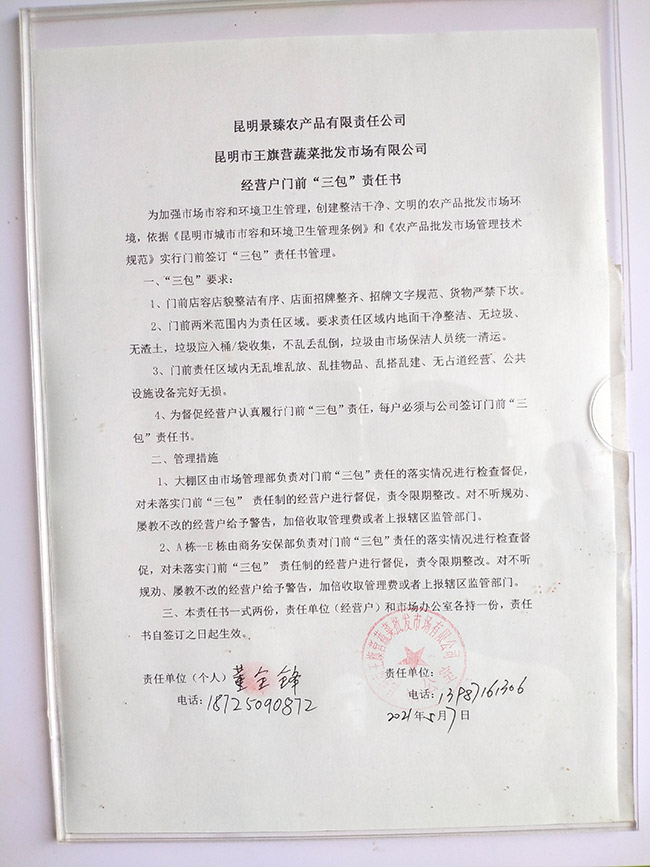 昆明景臻农产品有限责任公司
昆明市王旗营蔬菜批发市场有限公司
经营户门前“三包”责任书
为加强市场市容和环境卫生管理，创建整洁干净、文明的农产品批发市场环
境，依据《昆明市城市市容和环境卫生管理条例》和《农产品批发市场管理技术
规范》实行门前签订“三包”责任书管理。
一、“三包”要求：
1、门前店容店貌整洁有序、店面招牌整齐、招牌文字规范、货物严禁下坎。
2、门前两米范围内为责任区域。要求责任区域内地面干净整洁、无垃圾、
无渣土，垃圾应入桶/袋收集，不乱丢乱倒，垃圾由市场保洁人员统一清运。
3、门前责任区域内无乱堆乱放、乱挂物品、乱搭乱建、无占道经营、公共
设施设备完好无损。
4、为督促经营户认真履行门前“三包”责任，每户必须与公司签订门前“三
包”责任书。
二、管理措施
1、大棚区由市场管理部负责对门前“三包”责任的落实情况进行检查督促，
对未落实门前“三包” 责任制的经营户进行督促，责令限期整改。对不听规劝、
屡教不改的经营户给予警告，加倍收取管理费或者上报辖区监管部门。
2、A栋--E栋由商务安保部负责对门前“三包”责任的落实情况进行检查督
促，对未落实门前“三包” 责任制的经营户进行督促，责令限期整改。对不听
规劝、屡教不改的经营户给予警告，加倍收取管理费或者上报辖区监管部门。
三、本责任书一式两份，责任单位（经营户）和市场办公室各持一份，责任
书自签订之日起生效。
王旗营蔬菜批发市场有限公司
责任单位（个人）董全锋
责任单位：
电话：18725090872
电话：13987161306
2021年5月7日